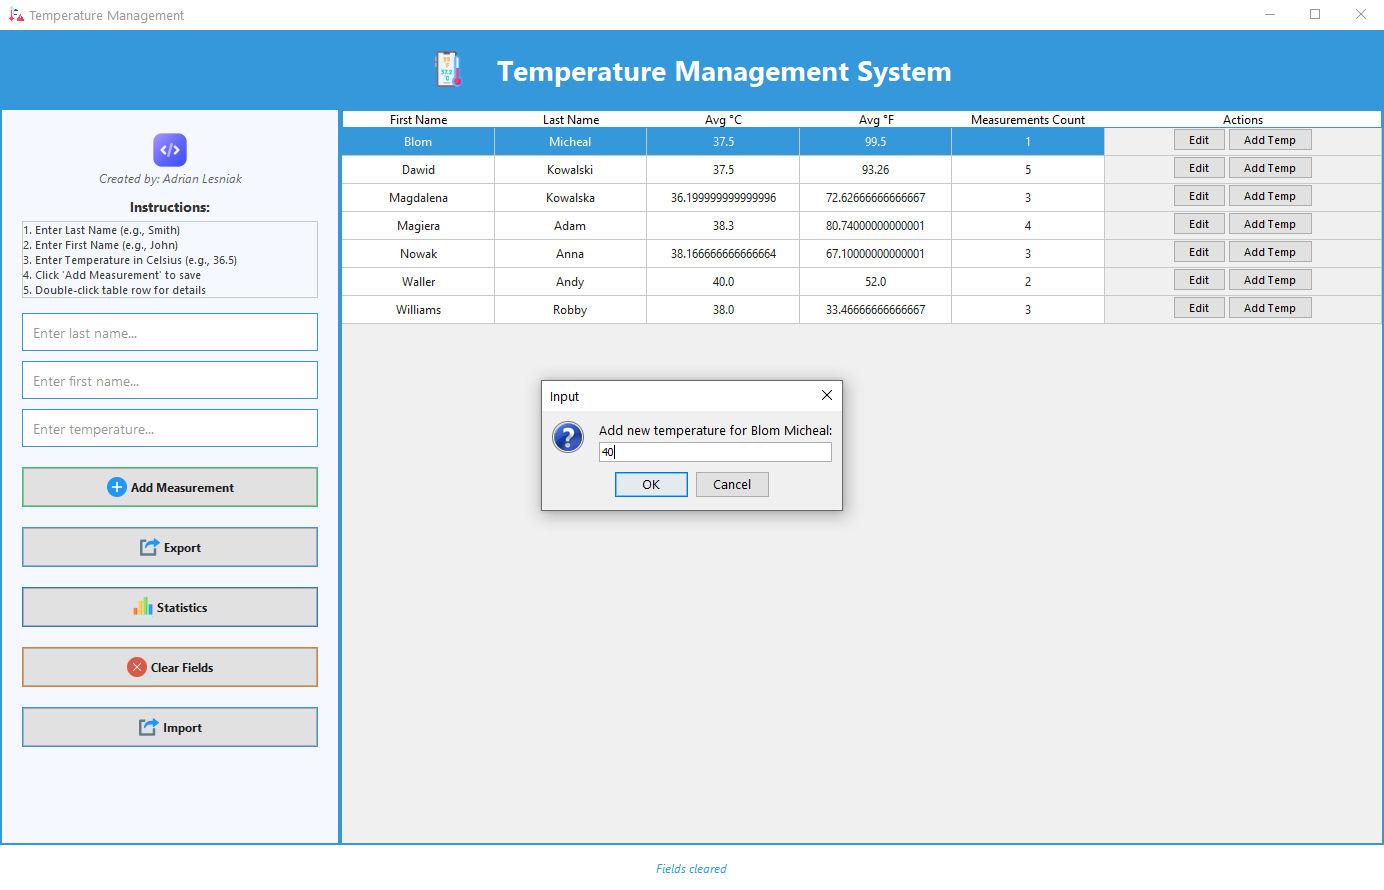 Temperature Management
Temperature Management System
Created by: Adrian Lesniak
Instructions:
1. Enter Last Name (e.g., Smith)
2. Enter First Name (e.g., John)
3. Enter Temperature in Celsius (e.g., 36.5)
4. Click 'Add Measurement' to save
5. Double-click table row for details
Enter last name...
Enter first name...
Enter temperature...
Add Measurement
Export
Statistics
Clear Fields
Import
First Name Last Name Avg °C Avg °F Measurements Count Actions
Blom Micheal 37.5 99.5 1 Edit Add Temp
Dawid Kowalski 37.5 93.26 5 Edit Add Temp
Magdalena Kowalska 36.199999999999996 72.62666666666667 3 Edit Add Temp
Magiera Adam 38.3 80.74000000000001 4 Edit Add Temp
Nowak Anna 38.166666666666664 67.10000000000001 3 Edit Add Temp
Waller Andy 40.0 52.0 2 Edit Add Temp
Williams Robby 38.0 33.46666666666667 3 Edit Add Temp
Input
Add new temperature for Blom Micheal:
40
OK Cancel
Fields cleared